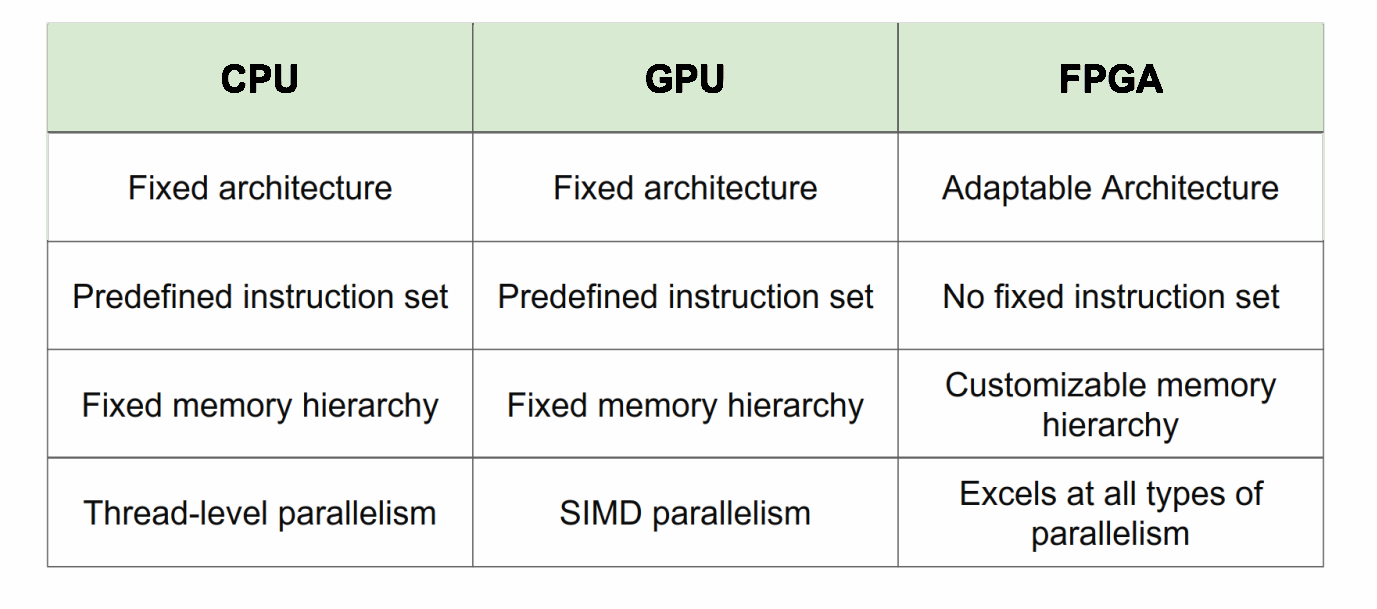 CPU GPU FPGA
Fixed architecture Fixed architecture Adaptable Architecture
Predefined instruction set Predefined instruction set No fixed instruction set
Fixed memory hierarchy Fixed memory hierarchy Customizable memory
hierarchy
Thread-level parallelism SIMD parallelism Excels at all types of
parallelism